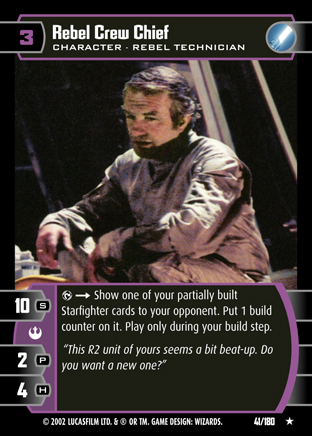 3
Rebel Crew Chief
CHARACTER · REBEL TECHNICIAN
10 S
2 P
4 H
Show one of your partially built
Starfighter cards to your opponent. Put 1 build
counter on it. Play only during your build step.
“This R2 unit of yours seems a bit beat-up. Do
you want a new one?”
© 2002 LUCASFILM LTD. & ® OR TM. GAME DESIGN: WIZARDS. 41/180